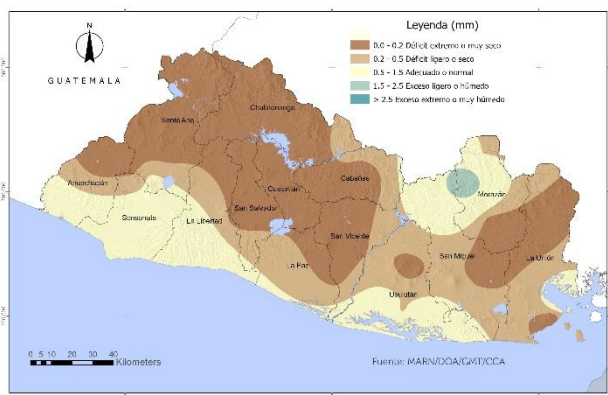 Leyenda (mm)
0.0 - 0.2 Déficit extremo o muy seco
0.2 - 0.5 Déficit ligero o seco
0.5 - 1.5 Adecuado o normal
1.5 - 2.5 Exceso ligero o húmedo
> 2.5 Exceso extremo o muy húmedo
N
GUATEMALA
Chalatenango
Santa Ana
Ahuachapán
Cabañas
Cuscatlán
Morazán
Sonsonate
San Salvador
La Libertad
San Vicente
San Miguel
La Unión
La Paz
Usulután
0 5 10 20 30 40
Kilometers
Fuente: MARN/DOA/GMT/CCA